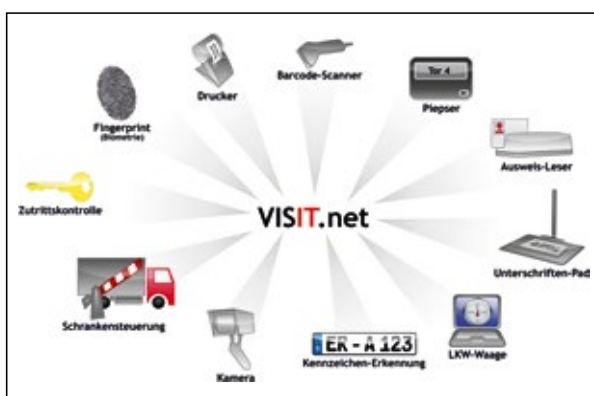 Barcode-Scanner
Drucker
Tor 4
Piepser
Fingerprint
(Biometrie)
Ausweis-Leser
Zutrittskontrolle
VISIT.net
Unterschriften-Pad
Schrankensteuerung
ER - A 123
Kennzeichen-Erkennung
LKW-Waage
Kamera